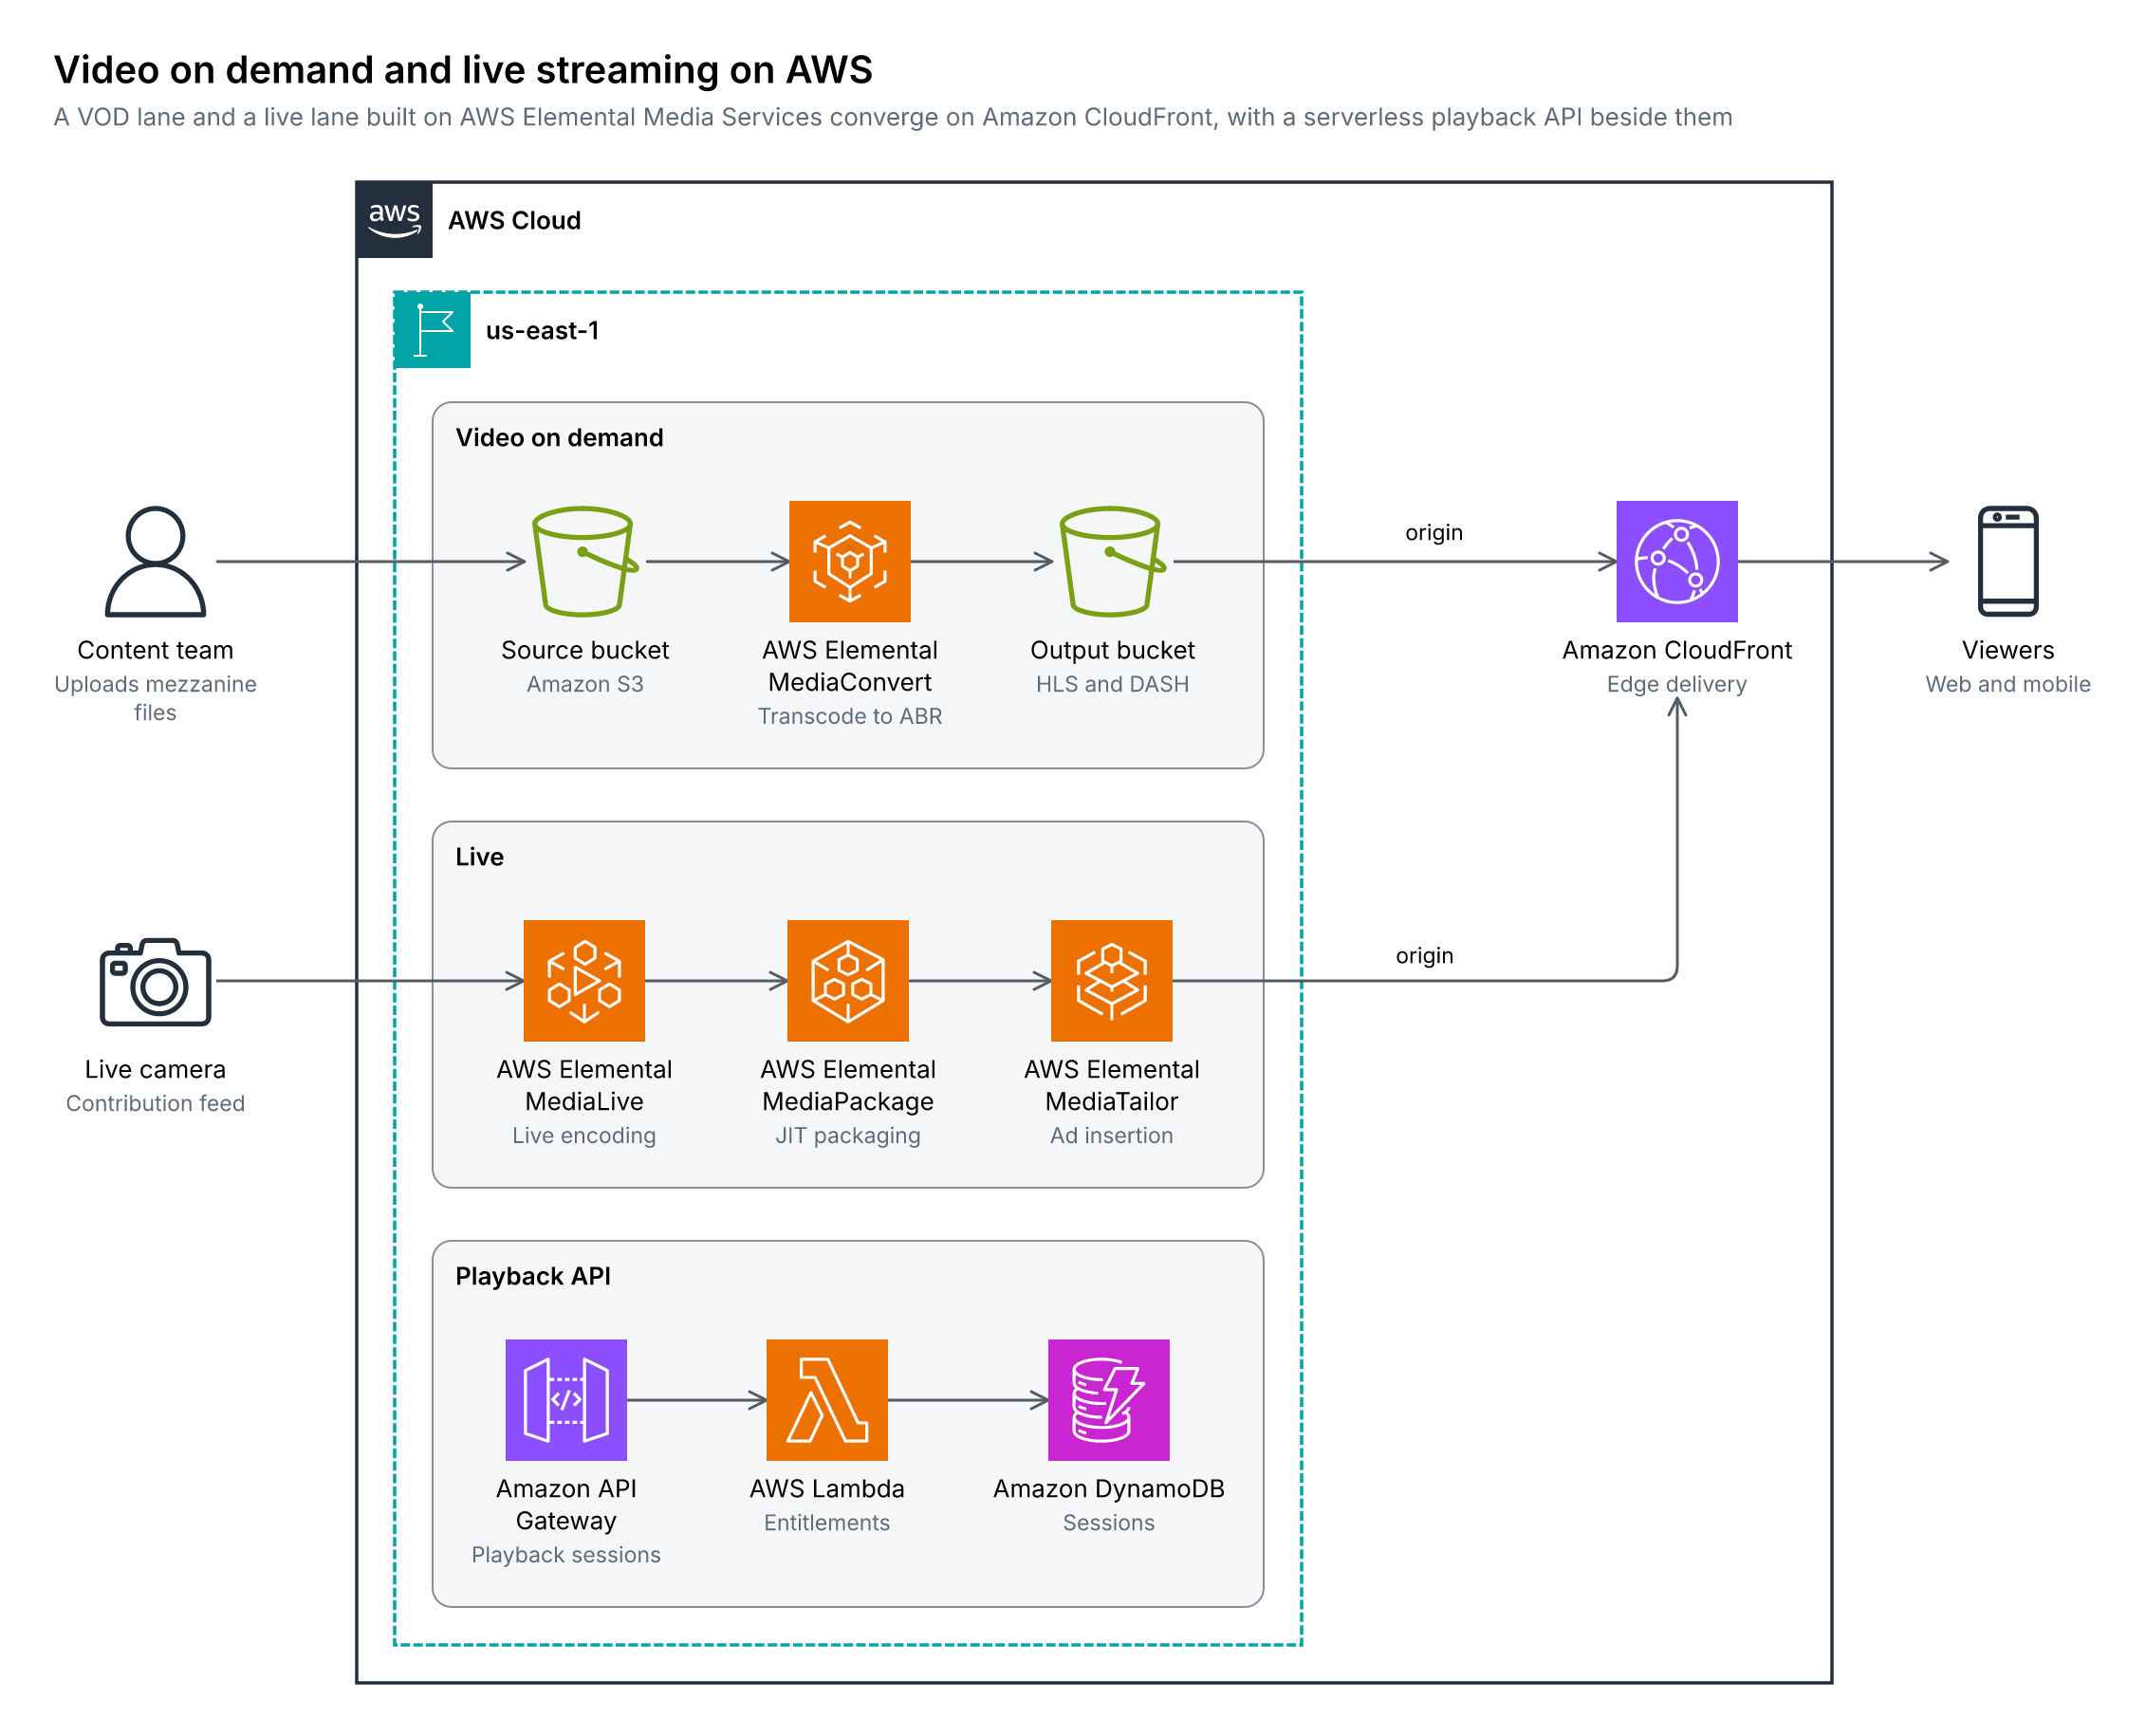 Video on demand and live streaming on AWS
A VOD lane and a live lane built on AWS Elemental Media Services converge on Amazon CloudFront, with a serverless playback API beside them
aws
AWS Cloud
us-east-1
Video on demand
origin
Content team
Uploads mezzanine
files
Source bucket
Amazon S3
AWS Elemental
MediaConvert
Transcode to ABR
Output bucket
HLS and DASH
Amazon CloudFront
Edge delivery
Viewers
Web and mobile
Live
origin
Live camera
Contribution feed
AWS Elemental
MediaLive
Live encoding
AWS Elemental
MediaPackage
JIT packaging
AWS Elemental
MediaTailor
Ad insertion
Playback API
</>
Amazon API
Gateway
Playback sessions
AWS Lambda
Entitlements
Amazon DynamoDB
Sessions